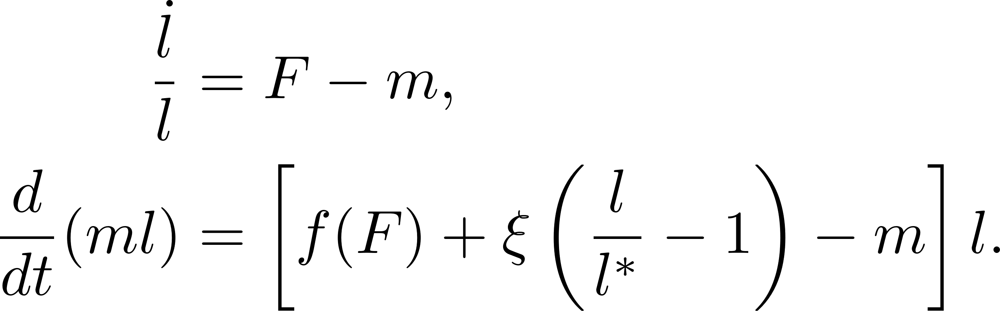 \frac{\dot{l}}{l} = F - m,
\frac{d}{dt}(ml) = \left[ f(F) + \xi \left( \frac{l}{l^*} - 1 \right) - m \right] l.